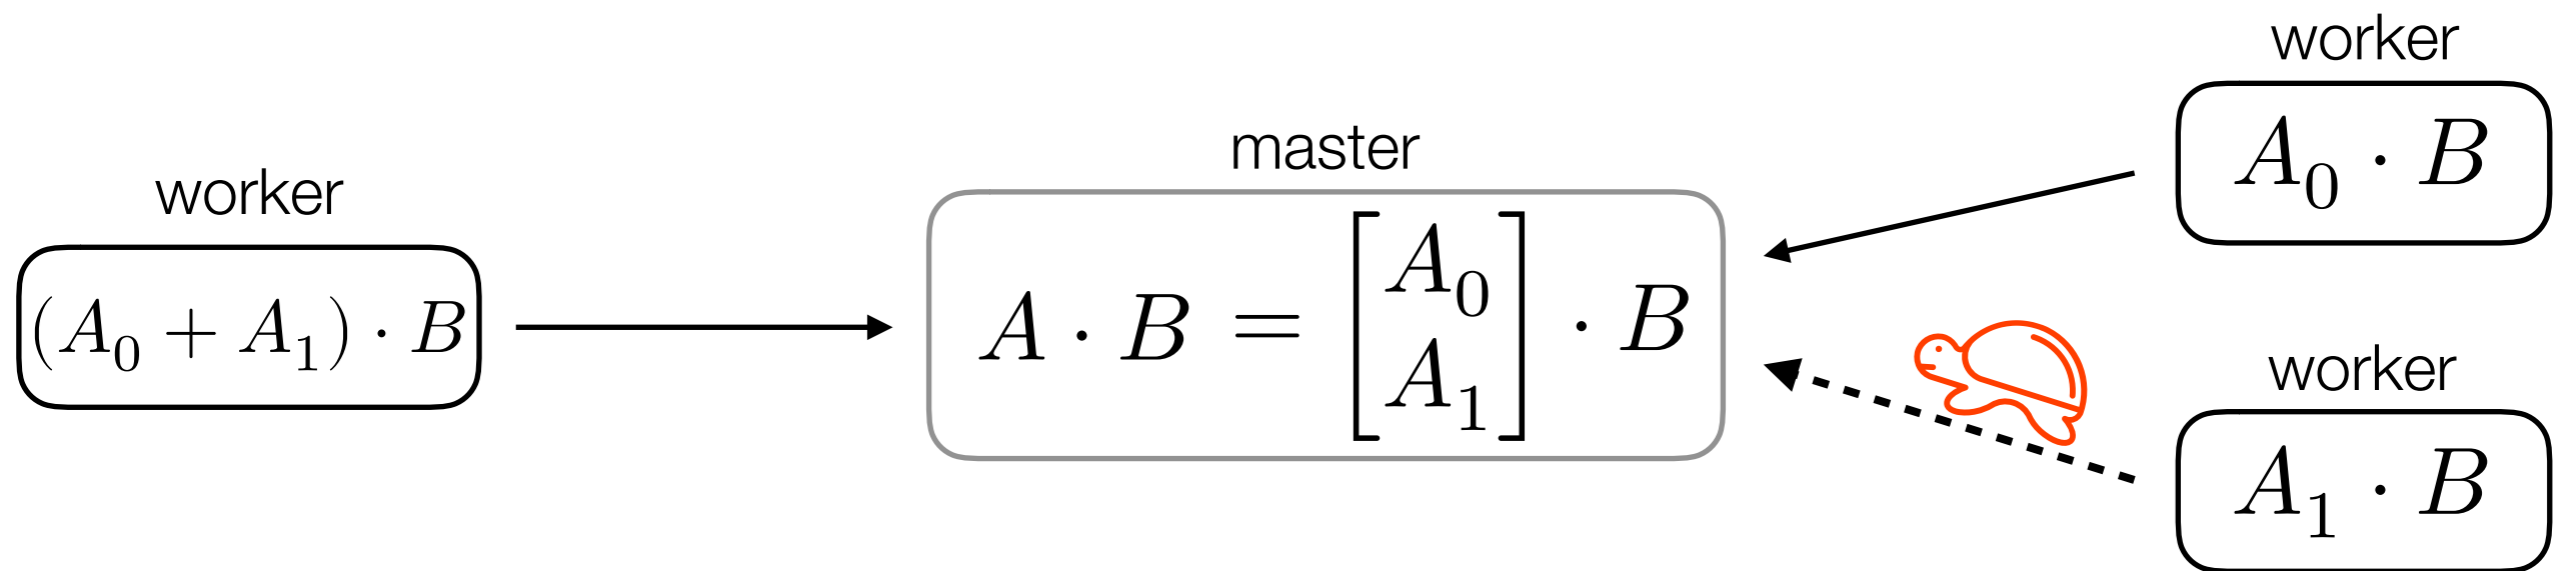 worker
(A₀ + A₁) · B
master
A · B = [A₀ A₁] · B
worker
A₀ · B
worker
A₁ · B